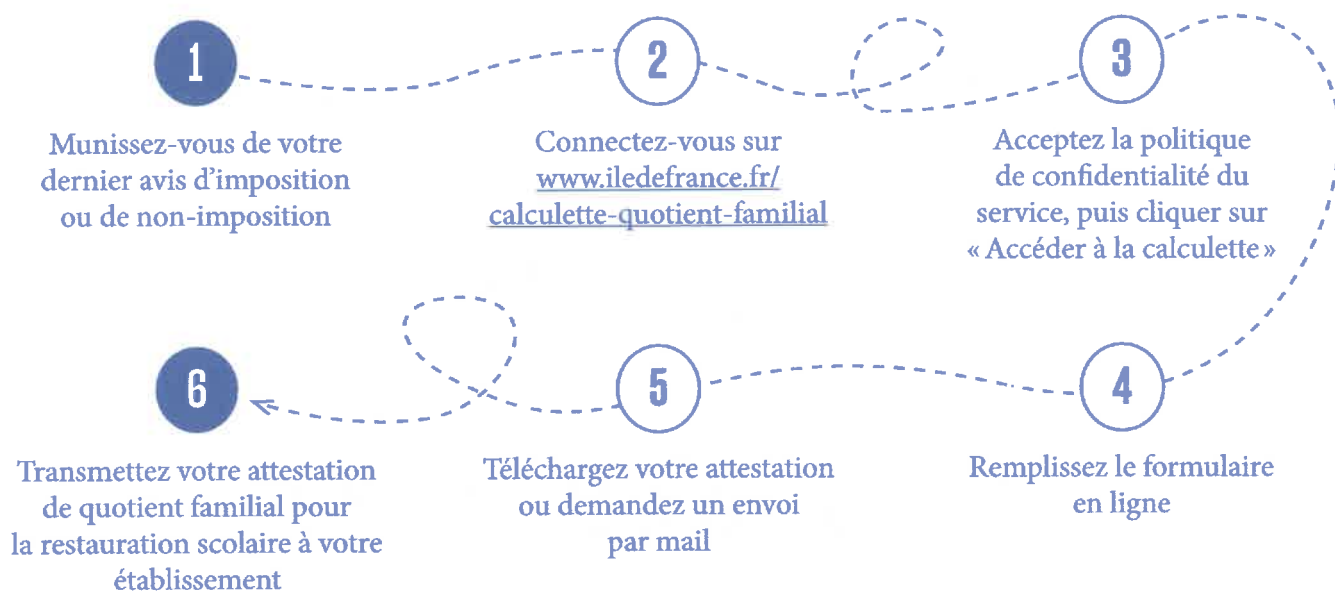 1
Munissez-vous de votre
dernier avis d'imposition
ou de non-imposition
2
Connectez-vous sur
www.iledefrance.fr/
calculette-quotient-familial
3
Acceptez la politique
de confidentialité du
service, puis cliquer sur
« Accéder à la calculette »
4
Remplissez le formulaire
en ligne
5
Téléchargez votre attestation
ou demandez un envoi
par mail
6
Transmettez votre attestation
de quotient familial pour
la restauration scolaire à votre
établissement